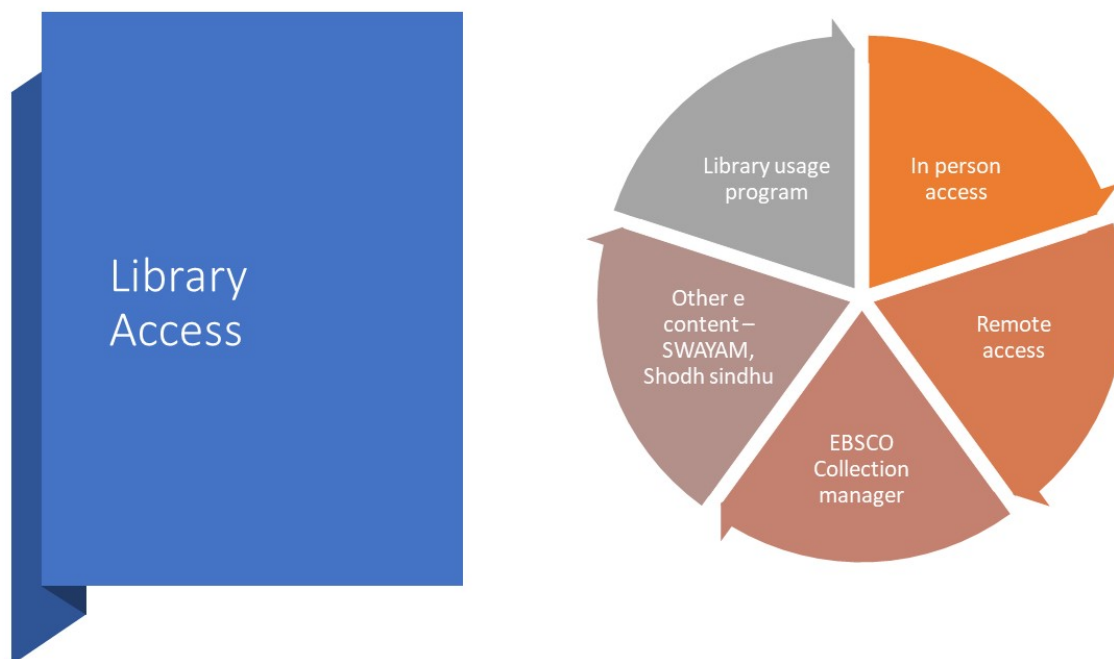 Library
Access
In person
access
Remote
access
EBSCO
Collection
manager
Other e
content –
SWAYAM,
Shodh sindhu
Library usage
program